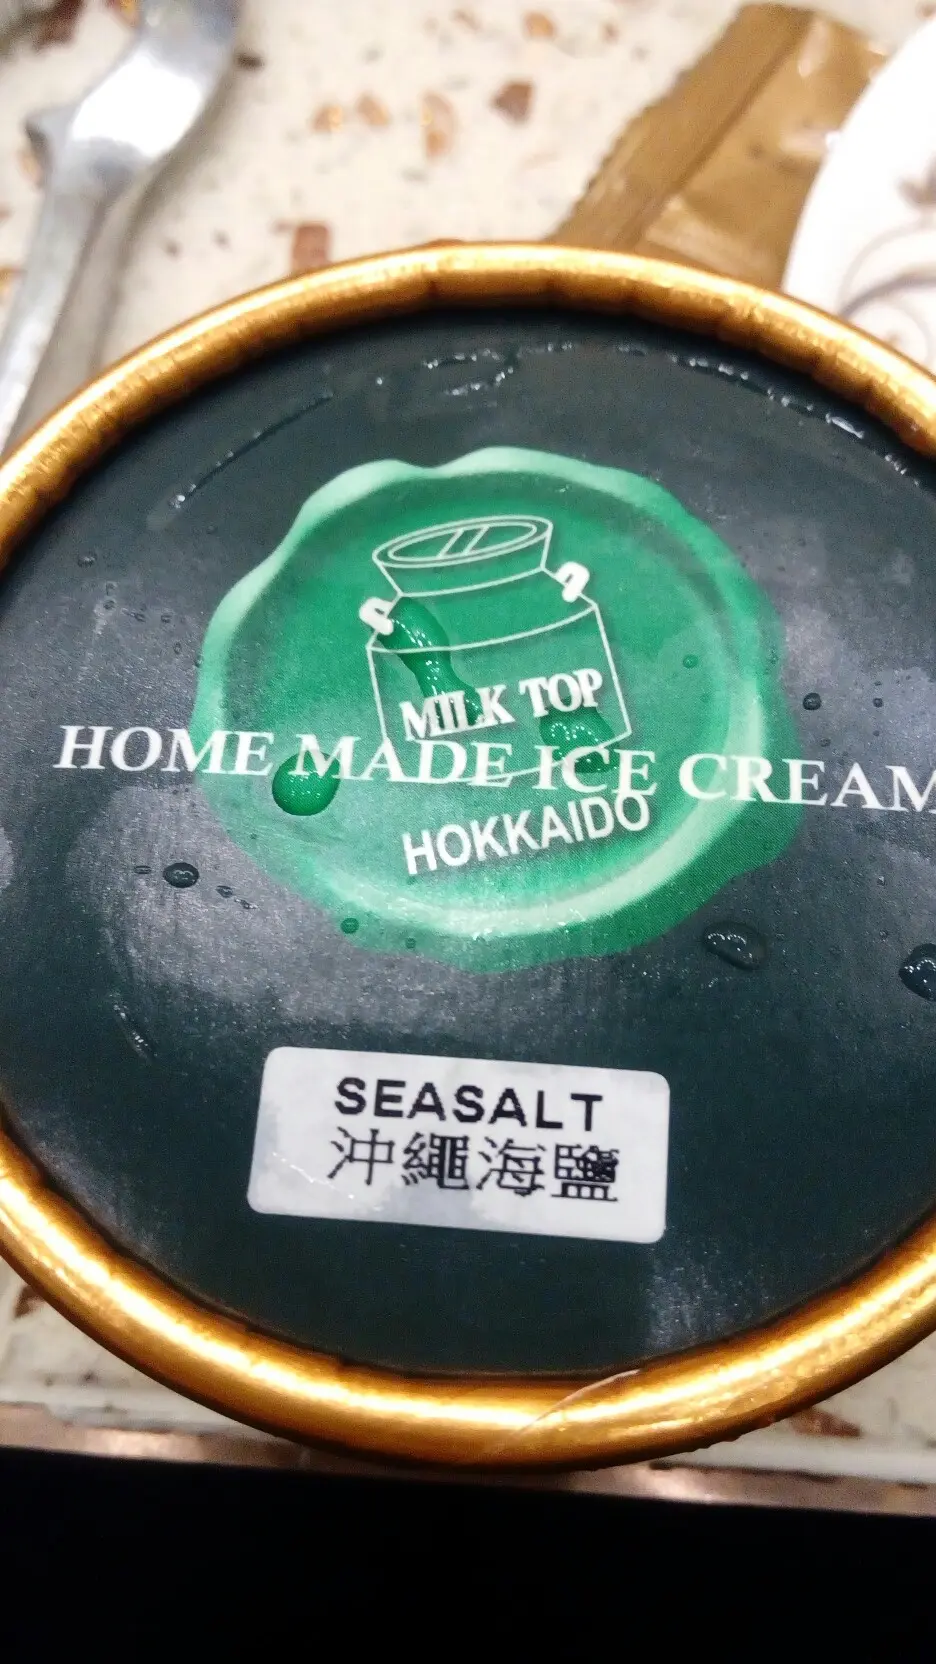 MILK TOP
HOME MADE ICE CREAM
HOKKAIDO
SEASALT
沖繩海鹽